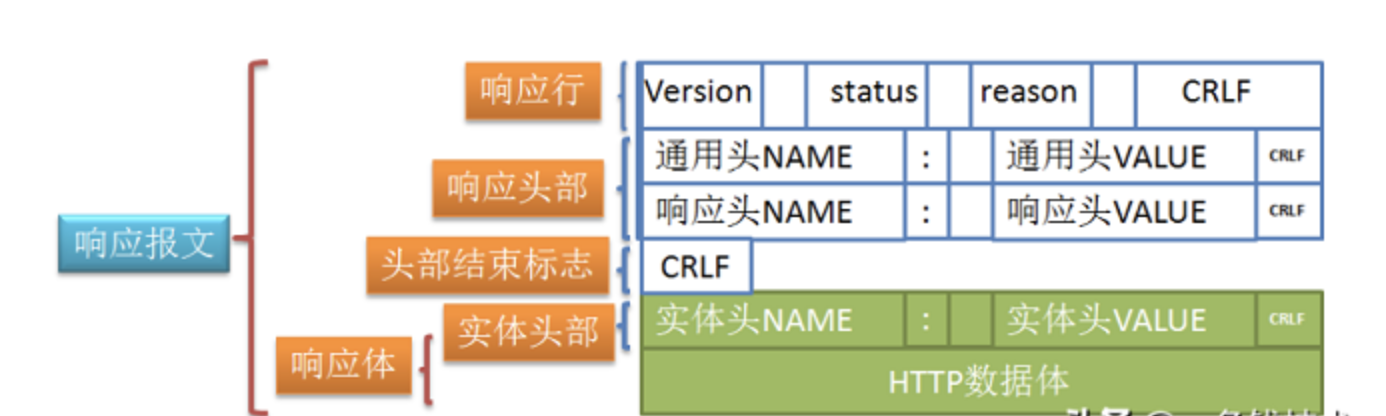 响应行 Version status reason CRLF
通用头NAME : 通用头VALUE CRLF
响应头部
响应头NAME : 响应头VALUE CRLF
响应报文
头部结束标志 CRLF
实体头部 实体头NAME : 实体头VALUE CRLF
响应体
HTTP数据体